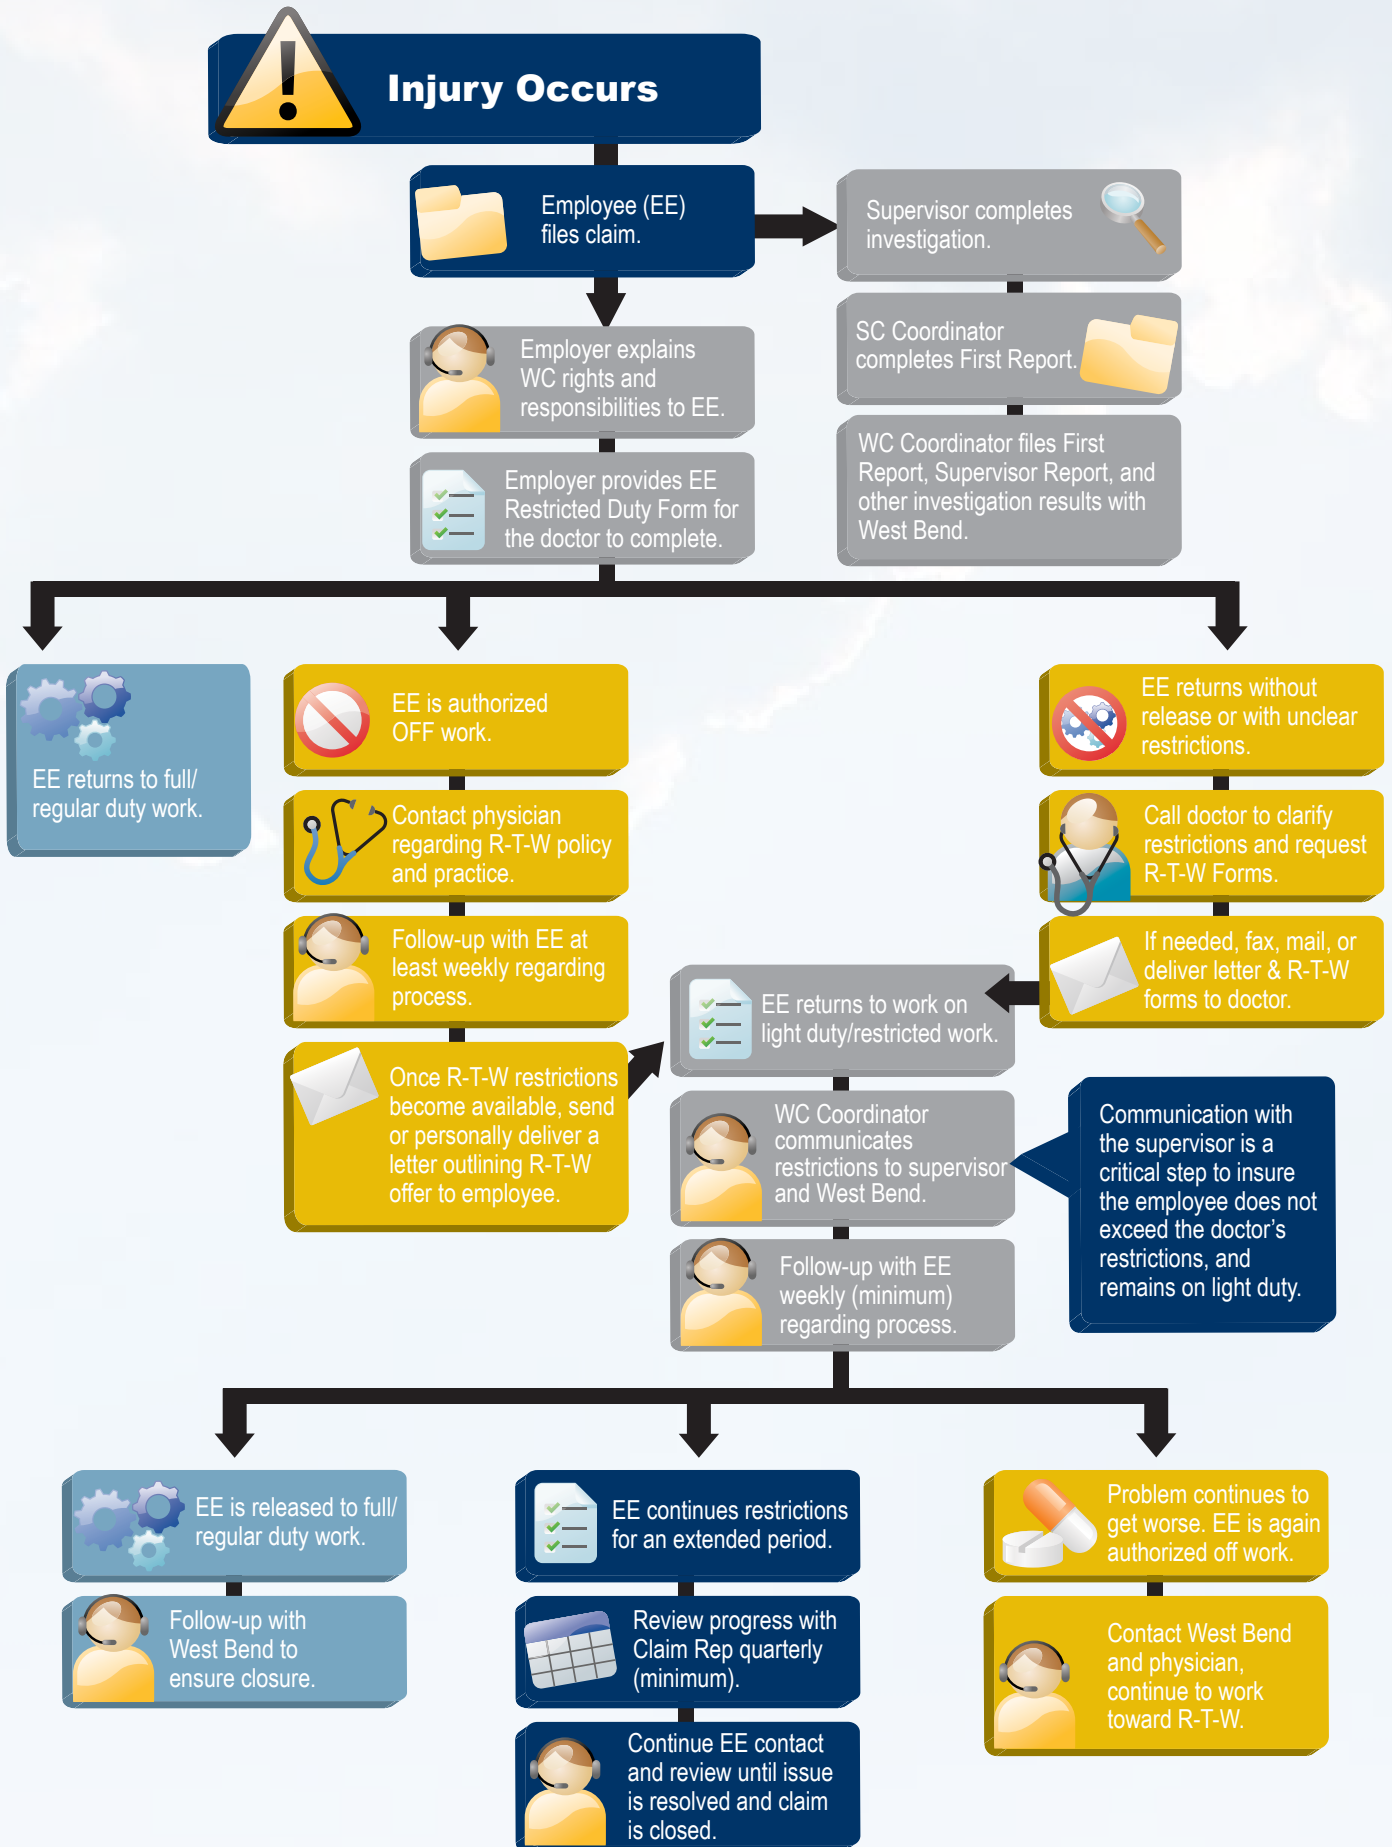 Injury Occurs
Employee (EE)
files claim.
Supervisor completes
investigation.
SC Coordinator
completes First Report.
WC Coordinator files First
Report, Supervisor Report, and
other investigation results with
West Bend.
Employer explains
WC rights and
responsibilities to EE.
Employer provides EE
Restricted Duty Form for
the doctor to complete.
EE returns to full/
regular duty work.
EE is authorized
OFF work.
Contact physician
regarding R-T-W policy
and practice.
Follow-up with EE at
least weekly regarding
process.
Once R-T-W restrictions
become available, send
or personally deliver a
letter outlining R-T-W
offer to employee.
EE returns without
release or with unclear
restrictions.
Call doctor to clarify
restrictions and request
R-T-W Forms.
If needed, fax, mail, or
deliver letter & R-T-W
forms to doctor.
EE returns to work on
light duty/restricted work.
WC Coordinator
communicates
restrictions to supervisor
and West Bend.
Communication with
the supervisor is a
critical step to insure
the employee does not
exceed the doctor's
restrictions, and
remains on light duty.
Follow-up with EE
weekly (minimum)
regarding process.
EE is released to full/
regular duty work.
Follow-up with
West Bend to
ensure closure.
EE continues restrictions
for an extended period.
Review progress with
Claim Rep quarterly
(minimum).
Continue EE contact
and review until issue
is resolved and claim
is closed.
Problem continues to
get worse. EE is again
authorized off work.
Contact West Bend
and physician,
continue to work
toward R-T-W.